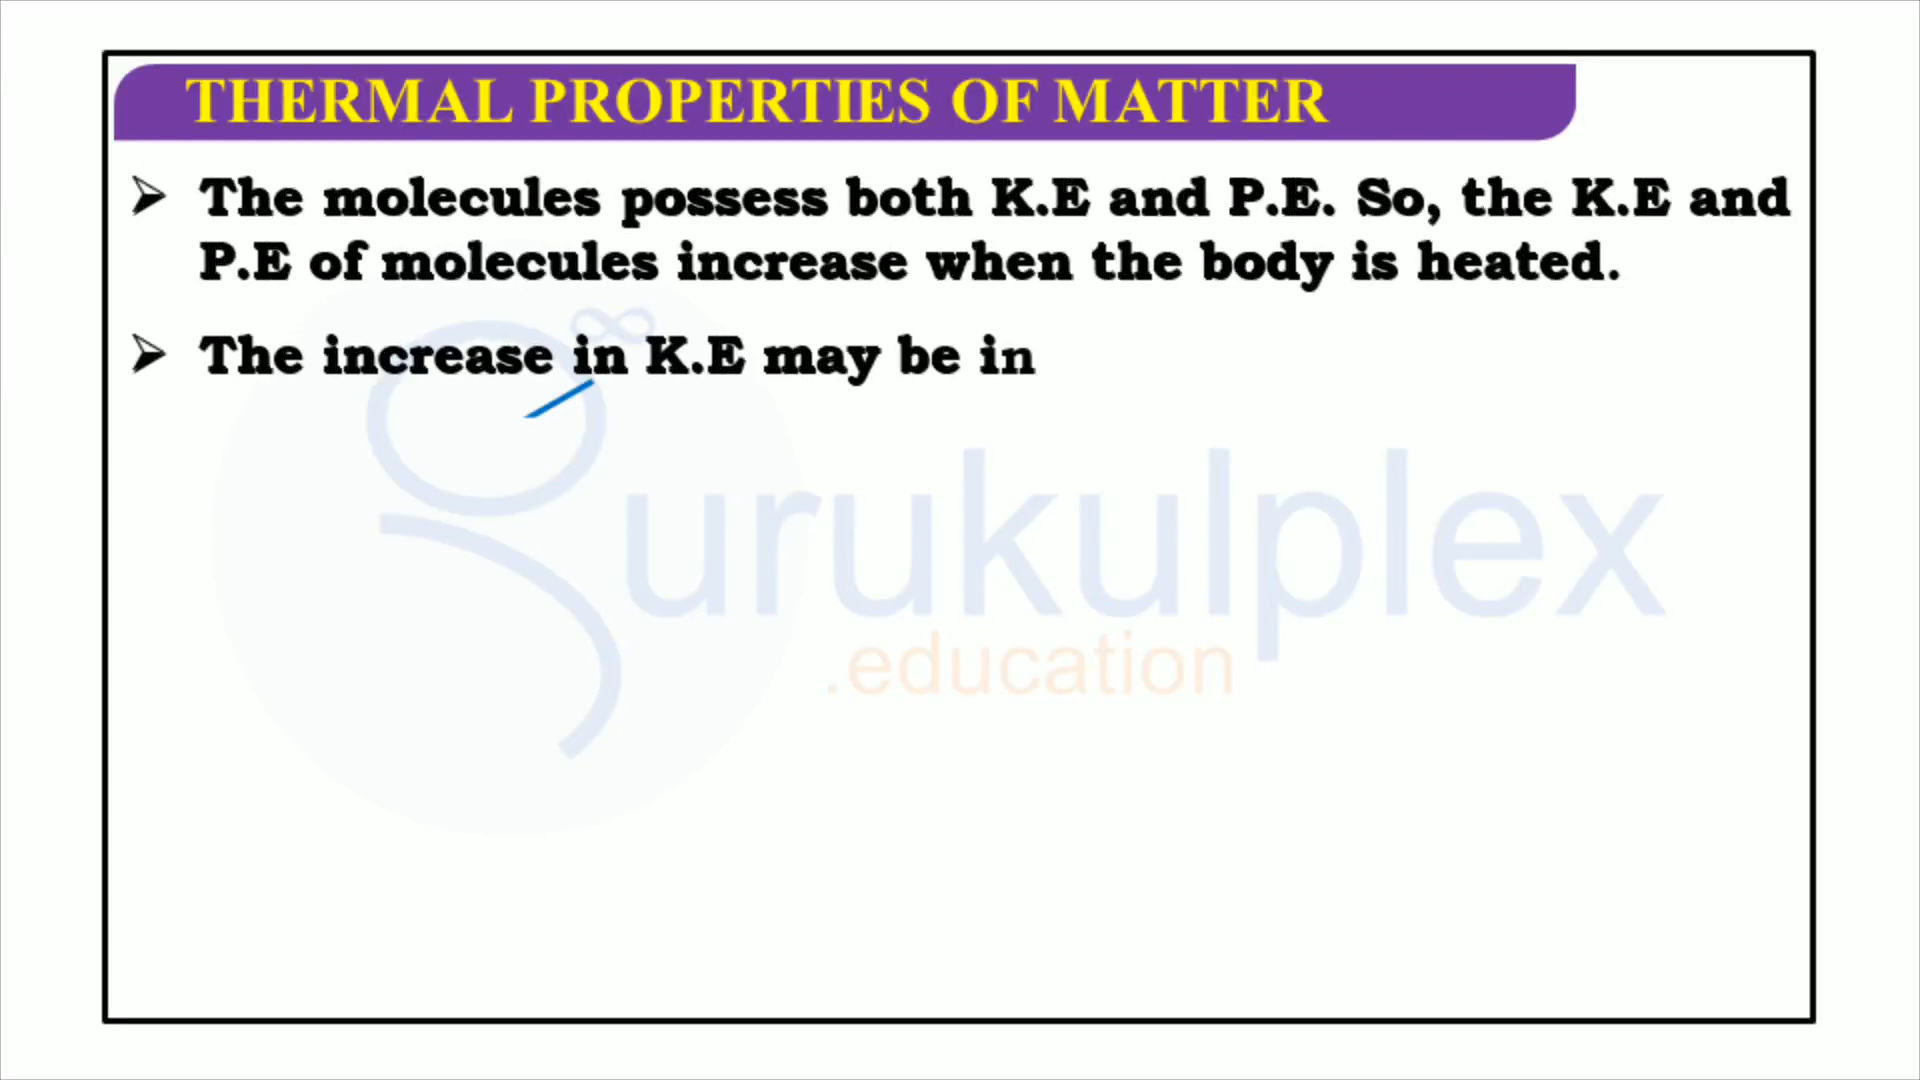 THERMAL PROPERTIES OF MATTER
➢ The molecules possess both K.E and P.E. So, the K.E and
P.E of molecules increase when the body is heated.
➢ The increase in K.E may be in
∞
gurukulplex
.education